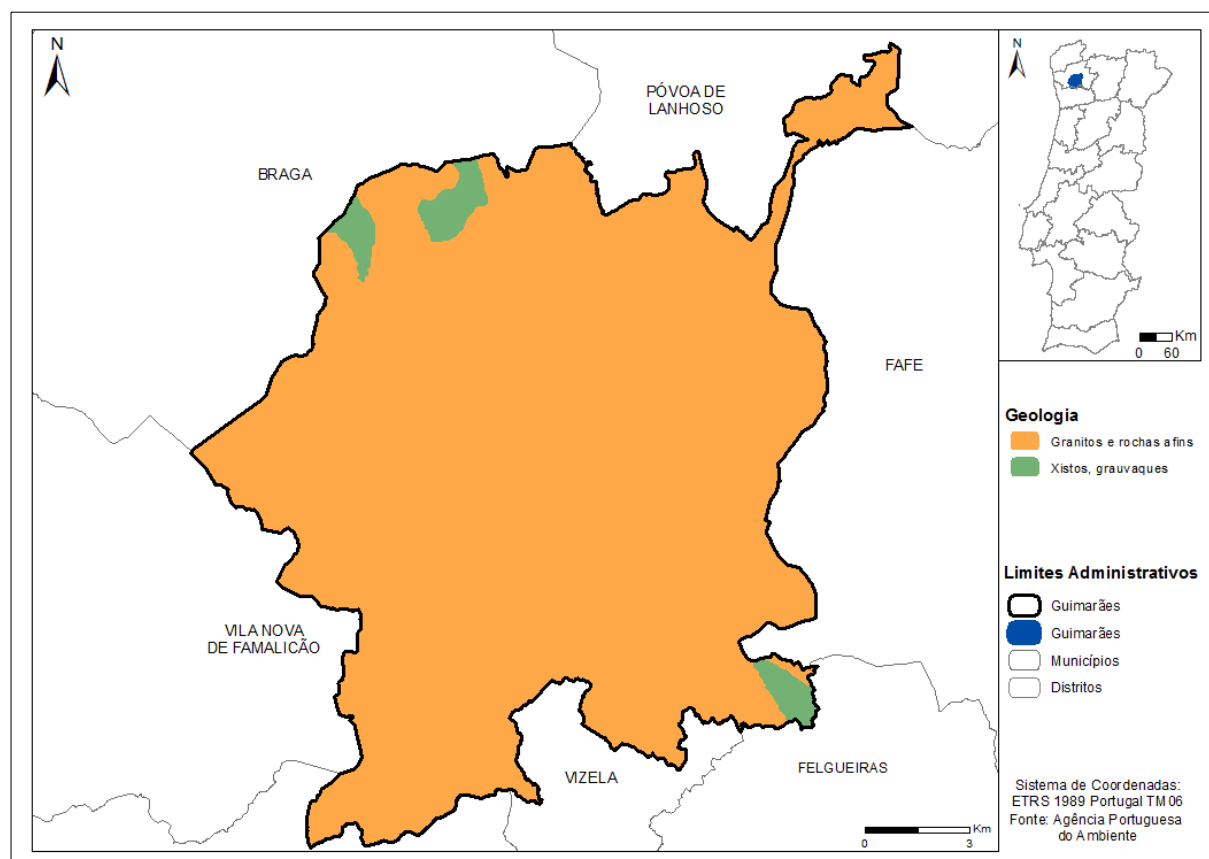 N
PÓVOA DE
LANHOSO
BRAGA
FAFE
VILA NOVA
DE FAMALICÃO
VIZELA
FELGUEIRAS
Km
0 3
N
Km
0 60
Geologia
Granitos e rochas afins
Xistos, grauvaques
Limites Administrativos
Guimarães
Guimarães
Municípios
Distritos
Sistema de Coordenadas:
ETRS 1989 Portugal TM06
Fonte: Agência Portuguesa
do Ambiente